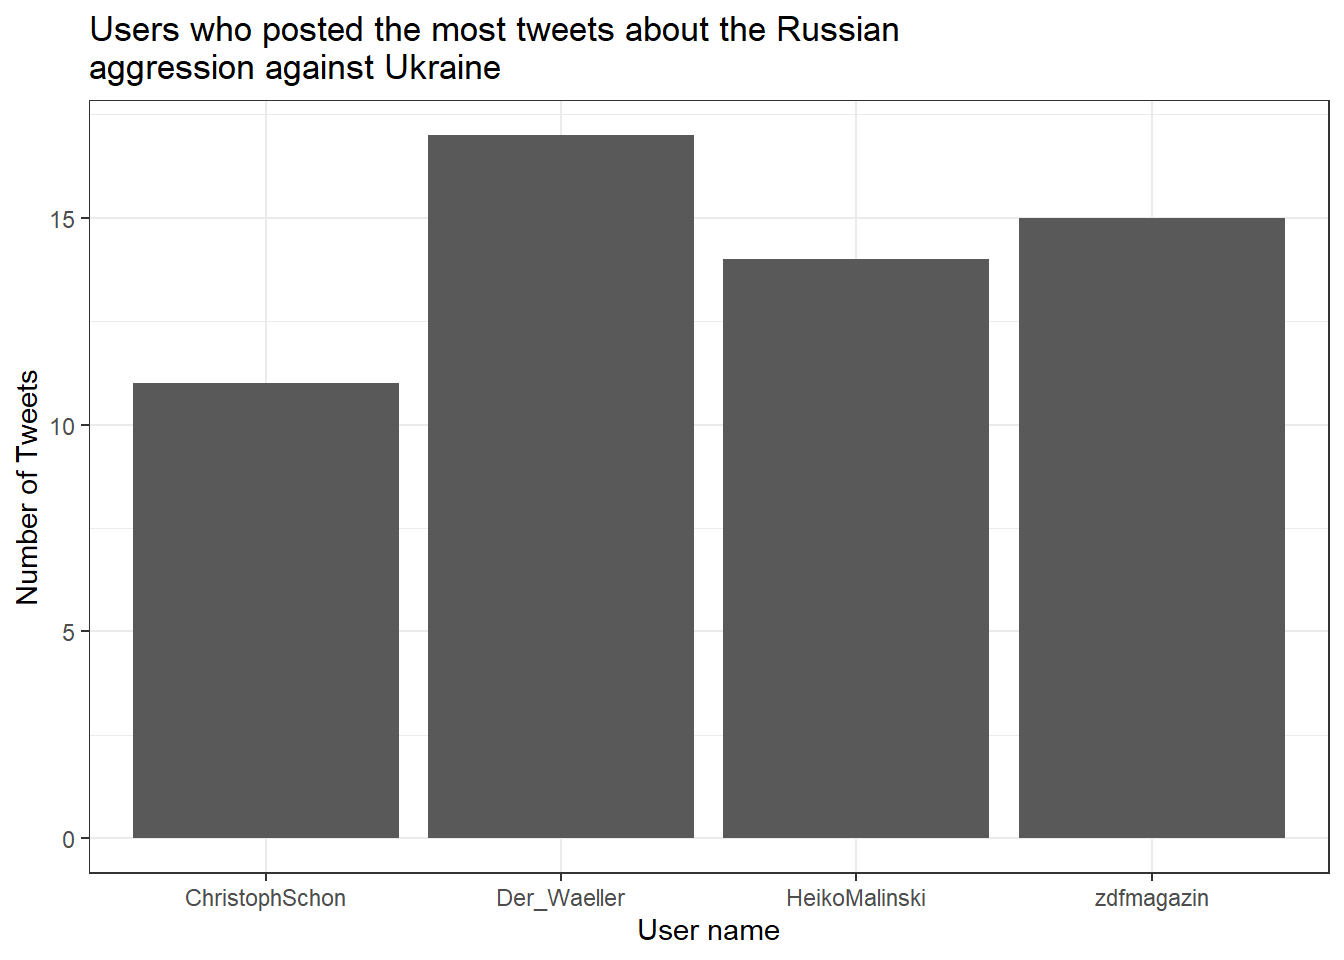 Users who posted the most tweets about the Russian
aggression against Ukraine
Number of Tweets
15
10
5
0
ChristophSchon
Der_Waeller
HeikoMalinski
zdfmagazin
User name